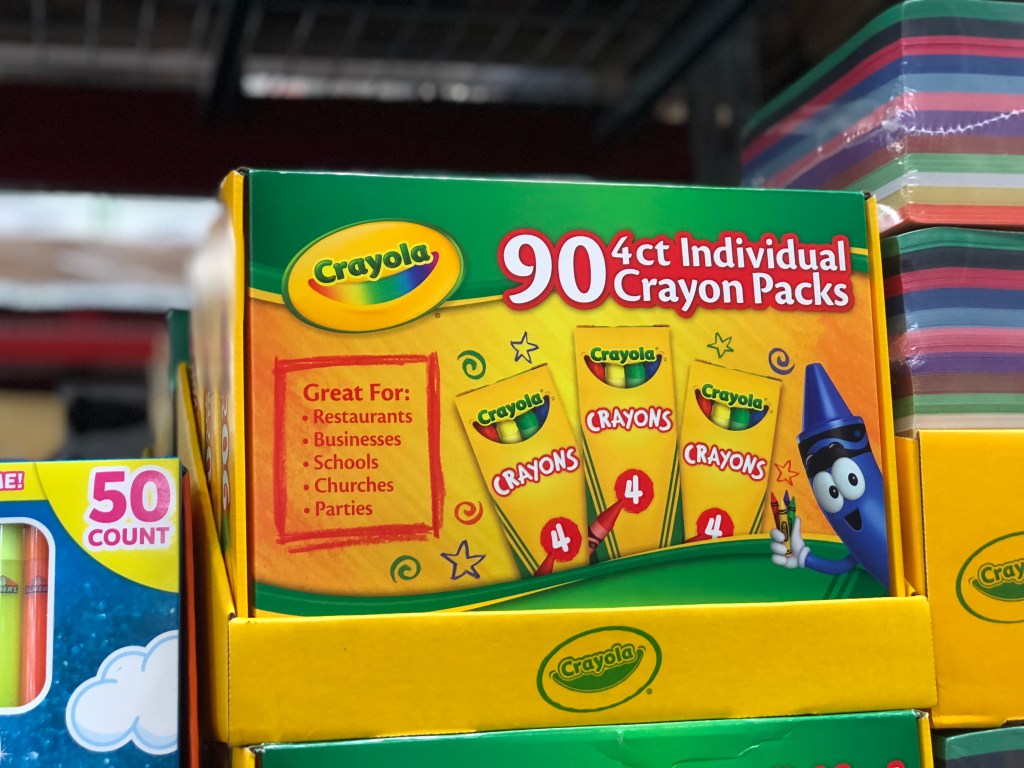 Crayola
90 4ct Individual
Crayon Packs
Great For:
• Restaurants
• Businesses
• Schools
• Churches
• Parties
Crayola
CRAYONS
4
Crayola
CRAYONS
4
Crayola
CRAYONS
4
Crayola
ME!
50
COUNT